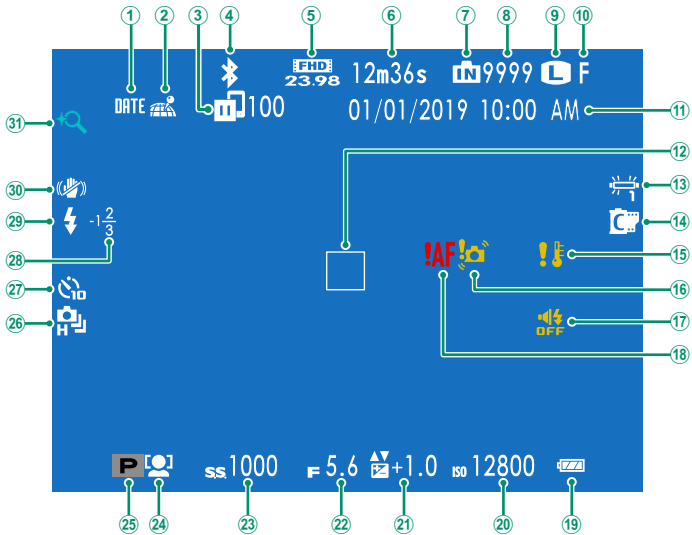 ① ② ③ ④ ⑤ ⑥ ⑦ ⑧ ⑨ ⑩
FHD
23.98 12m36s IN 9999 L F
DATE 100 01/01/2019 10:00 AM ⑪
㉛ ⑫
㉚ 1 ⑬
㉙ -1 2/3 C ⑭
㉘ !AF ! ! ⑮
㉗ 10 ⑯
㉖ H OFF ⑰
⑱
P S.S. 1000 F 5.6 +1.0 ISO 12800
㉕ ㉔ ㉓ ㉒ ㉑ ⑳ ⑲